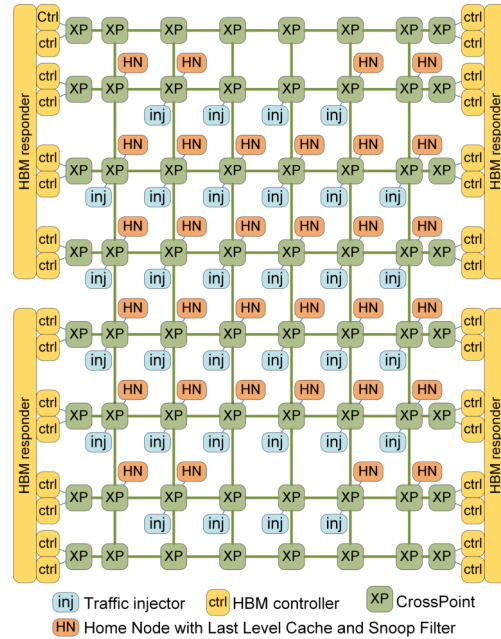 Ctrl ctrl
XP XP XP XP XP XP XP XP
ctrl ctrl
HN HN HN HN
ctrl ctrl
XP XP XP XP XP XP XP XP
ctrl ctrl
inj inj inj inj
HBM responder HBM responder
HN HN HN HN HN HN
ctrl ctrl
XP XP XP XP XP XP XP XP
ctrl ctrl
inj inj inj inj inj inj
HN HN HN HN HN HN
ctrl ctrl
XP XP XP XP XP XP XP XP
ctrl ctrl
inj inj inj inj inj inj
HN HN HN HN HN HN
ctrl ctrl
XP XP XP XP XP XP XP XP
ctrl ctrl
inj inj inj inj inj inj
HN HN HN HN HN HN
ctrl ctrl
XP XP XP XP XP XP XP XP
ctrl ctrl
inj inj inj inj inj inj
HBM responder HBM responder
HN HN HN HN
ctrl ctrl
XP XP XP XP XP XP XP XP
ctrl ctrl
inj inj inj inj
ctrl ctrl
XP XP XP XP XP XP XP XP
ctrl ctrl
inj Traffic injector ctrl HBM controller XP CrossPoint
HN Home Node with Last Level Cache and Snoop Filter